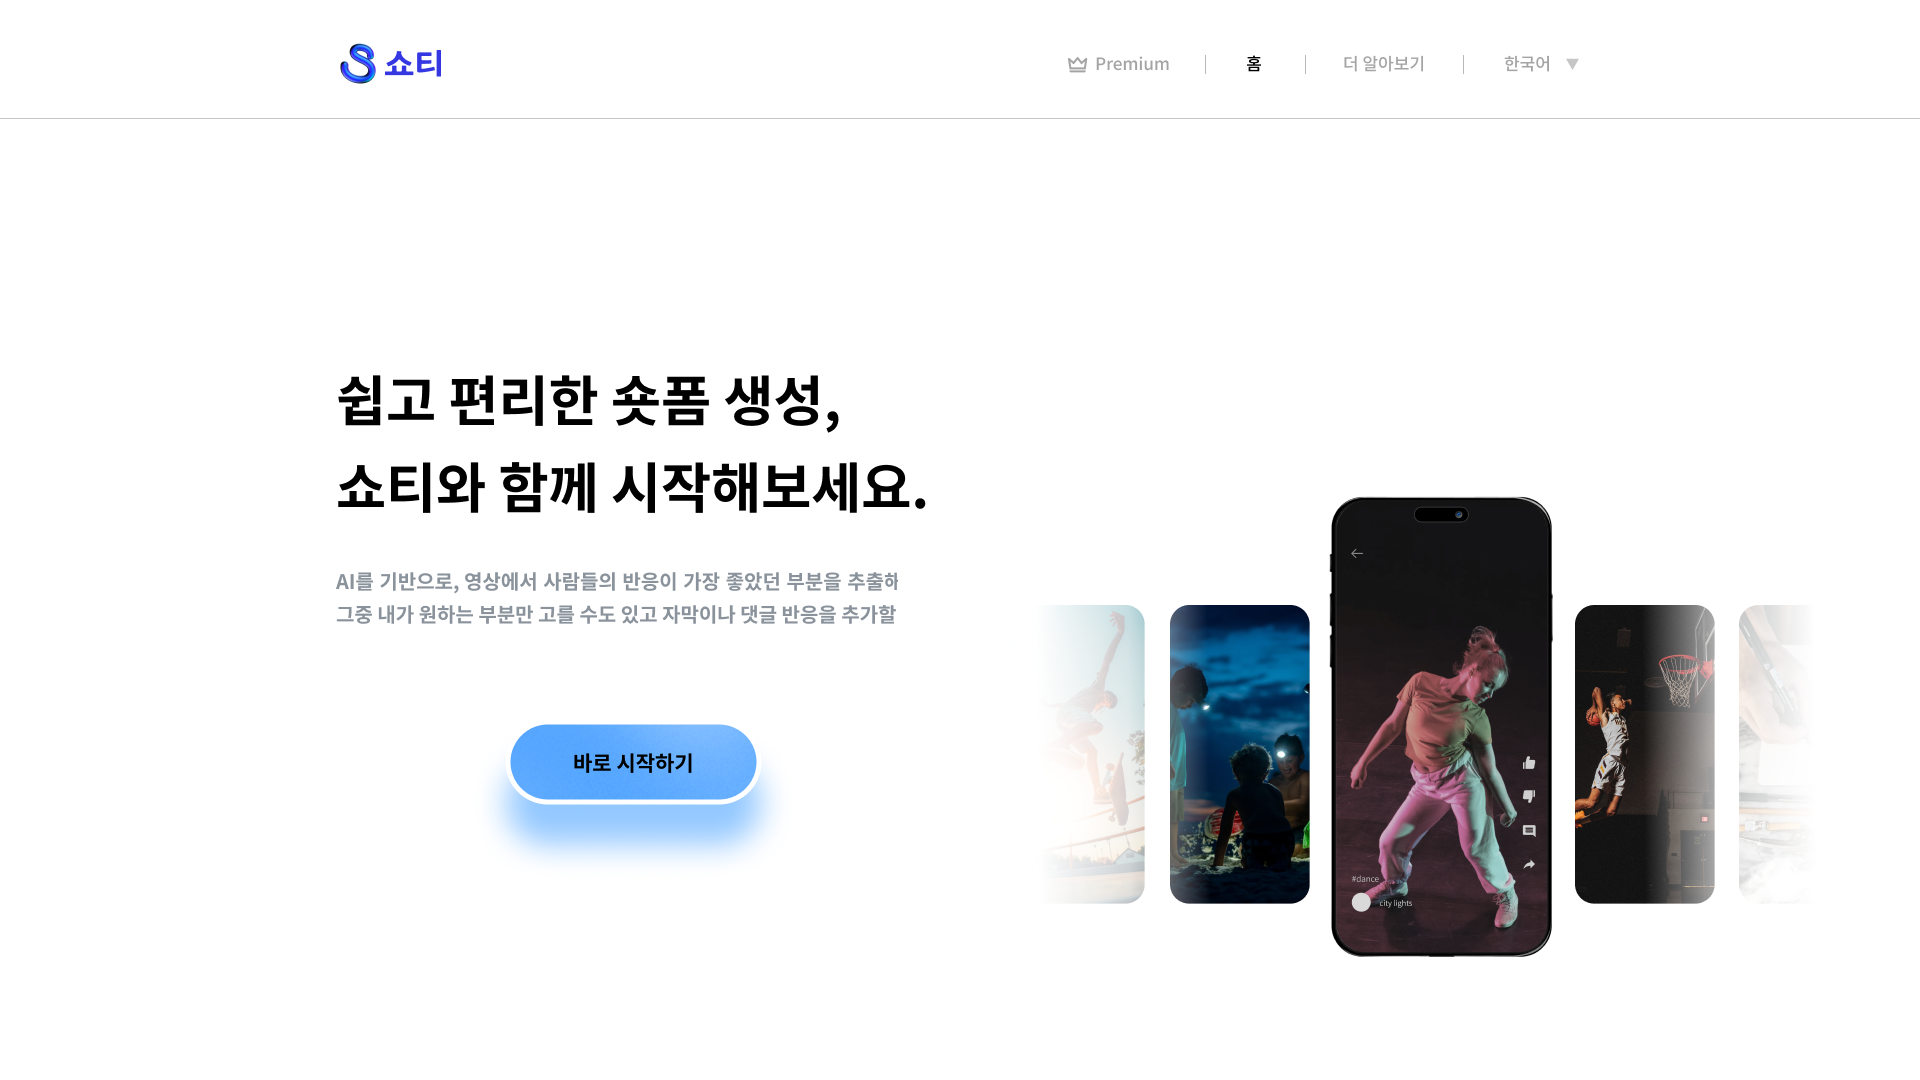 쇼티
Premium
홈
더 알아보기
한국어 ▼
쉽고 편리한 숏폼 생성,
쇼티와 함께 시작해보세요.
AI를 기반으로, 영상에서 사람들의 반응이 가장 좋았던 부분을
그중 내가 원하는 부분만 고를 수도 있고 자막이나 댓글 반응을 추가할
바로 시작하기
#dance
city lights